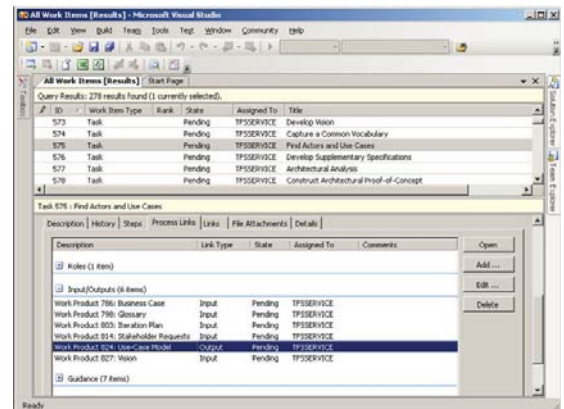 All Work Items [Results] - Microsoft Visual Studio
File Edit View Build Team Tools Test Window Community Help
All Work Items [Results] Start Page
Query Results: 278 results found (1 currently selected).
ID Work Item Type Rank State Assigned To Title
573 Task Pending TFSSERVICE Develop Vision
574 Task Pending TFSSERVICE Capture a Common Vocabulary
575 Task Pending TFSSERVICE Find Actors and Use Cases
576 Task Pending TFSSERVICE Develop Supplementary Specifications
577 Task Pending TFSSERVICE Architectural Analysis
578 Task Pending TFSSERVICE Construct Architectural Proof-of-Concept
Task 575 : Find Actors and Use Cases
Description History Steps Process Links Links File Attachments Details
Description Link Type State Assigned To Comments
Open
Roles (1 item)
Add ...
Inputs/Outputs (6 items)
Edit ...
Work Product 786: Business Case Input Pending TFSSERVICE
Delete
Work Product 798: Glossary Input Pending TFSSERVICE
Work Product 803: Iteration Plan Input Pending TFSSERVICE
Work Product 814: Stakeholder Requests Input Pending TFSSERVICE
Work Product 824: Use-Case Model Output Pending TFSSERVICE
Work Product 827: Vision Input Pending TFSSERVICE
Guidance (7 items)
Ready
Toolbox
Solution Explorer
Team Explorer